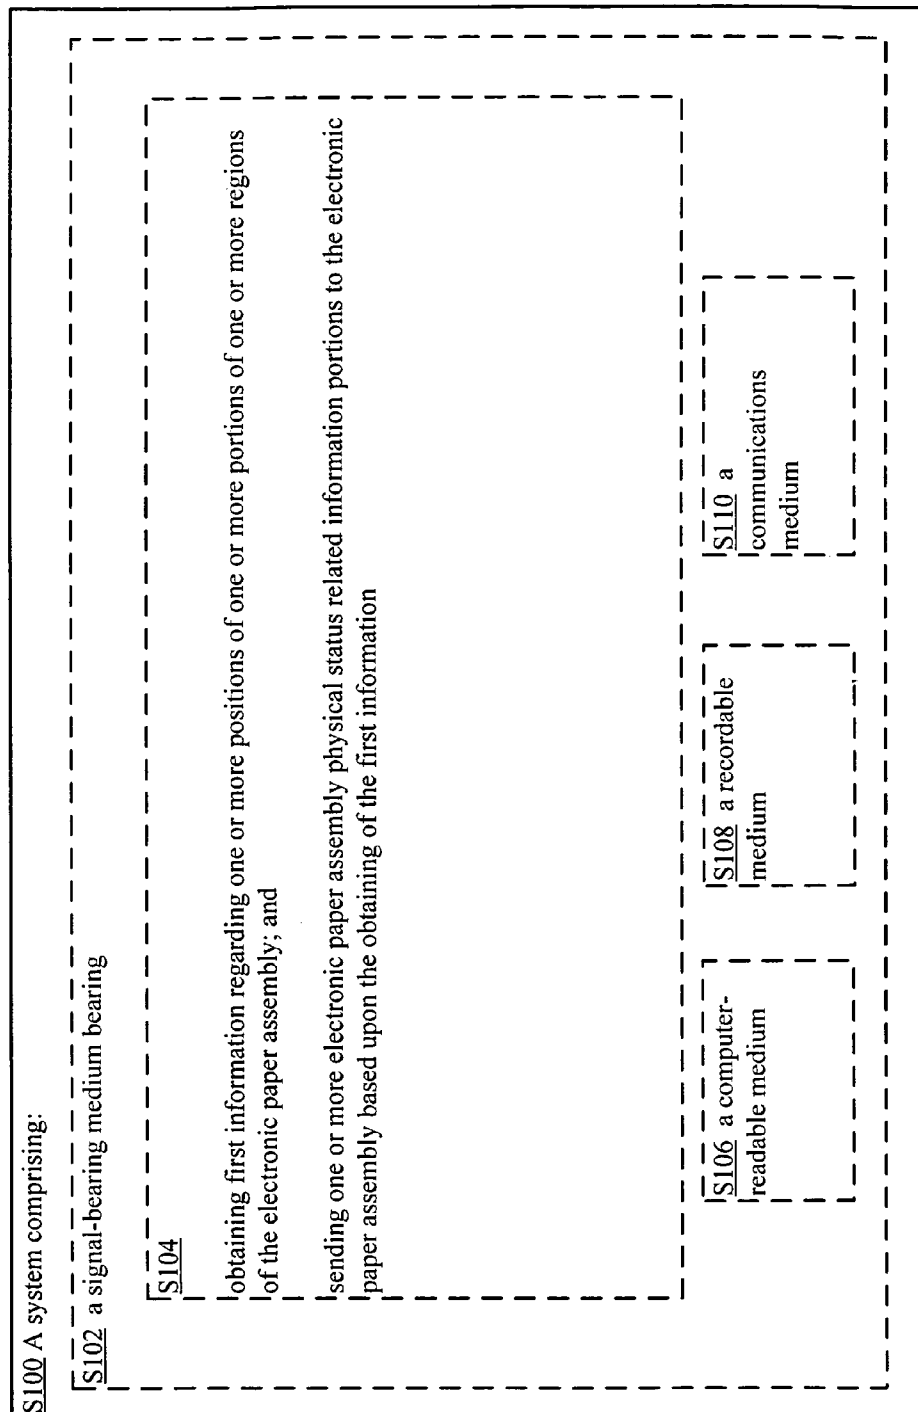 S100 A system comprising:
S102 a signal-bearing medium bearing
S104
obtaining first information regarding one or more positions of one or more portions of one or more regions
of the electronic paper assembly; and
sending one or more electronic paper assembly physical status related information portions to the electronic
paper assembly based upon the obtaining of the first information
S106 a computer-
readable medium
S108 a recordable
medium
S110 a
communications
medium